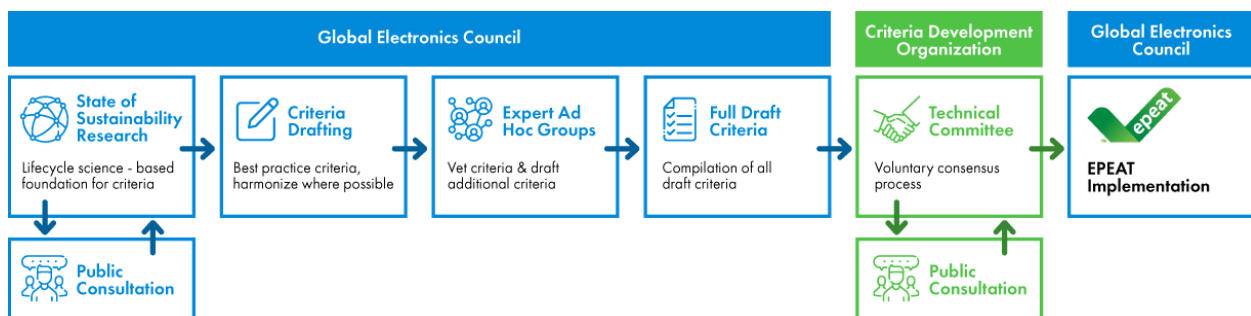 Global Electronics Council
Criteria Development
Organization
Global Electronics
Council
State of
Sustainability
Research
Lifecycle science - based
foundation for criteria
Criteria
Drafting
Best practice criteria,
harmonize where possible
Expert Ad
Hoc Groups
Vet criteria & draft
additional criteria
Full Draft
Criteria
Compilation of all
draft criteria
Technical
Committee
Voluntary consensus
process
epeat
EPEAT
Implementation
Public
Consultation
Public
Consultation